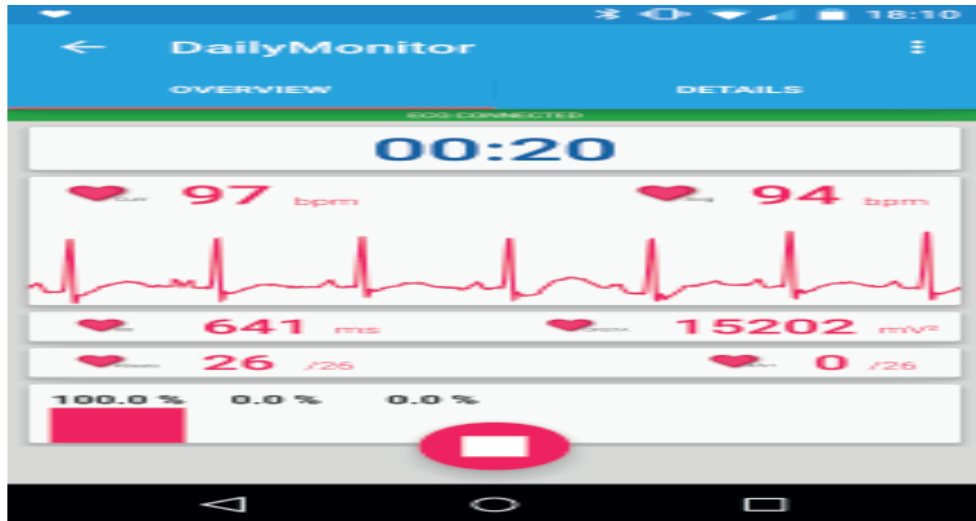 18:10
DailyMonitor
OVERVIEW DETAILS
ECG CONNECTED
00:20
97 bpm 94 bpm
641 ms 15202 mV²
26 /26 0 /26
100.0 % 0.0 % 0.0 %